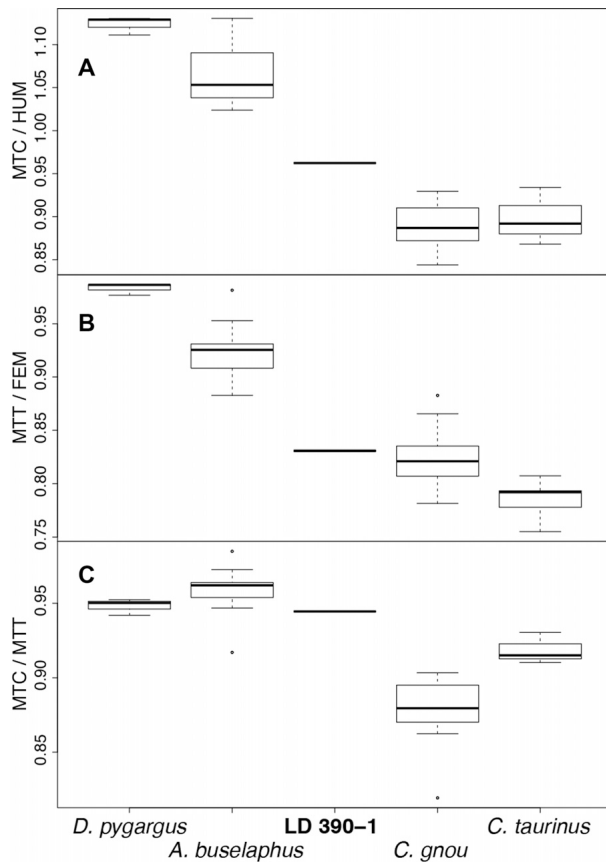 A
MTC / HUM
1.10
1.05
1.00
0.95
0.90
0.85
B
MTT / FEM
0.95
0.90
0.85
0.80
0.75
C
MTC / MTT
0.95
0.90
0.85
D. pygargus
A. buselaphus
LD 390–1
C. gnou
C. taurinus